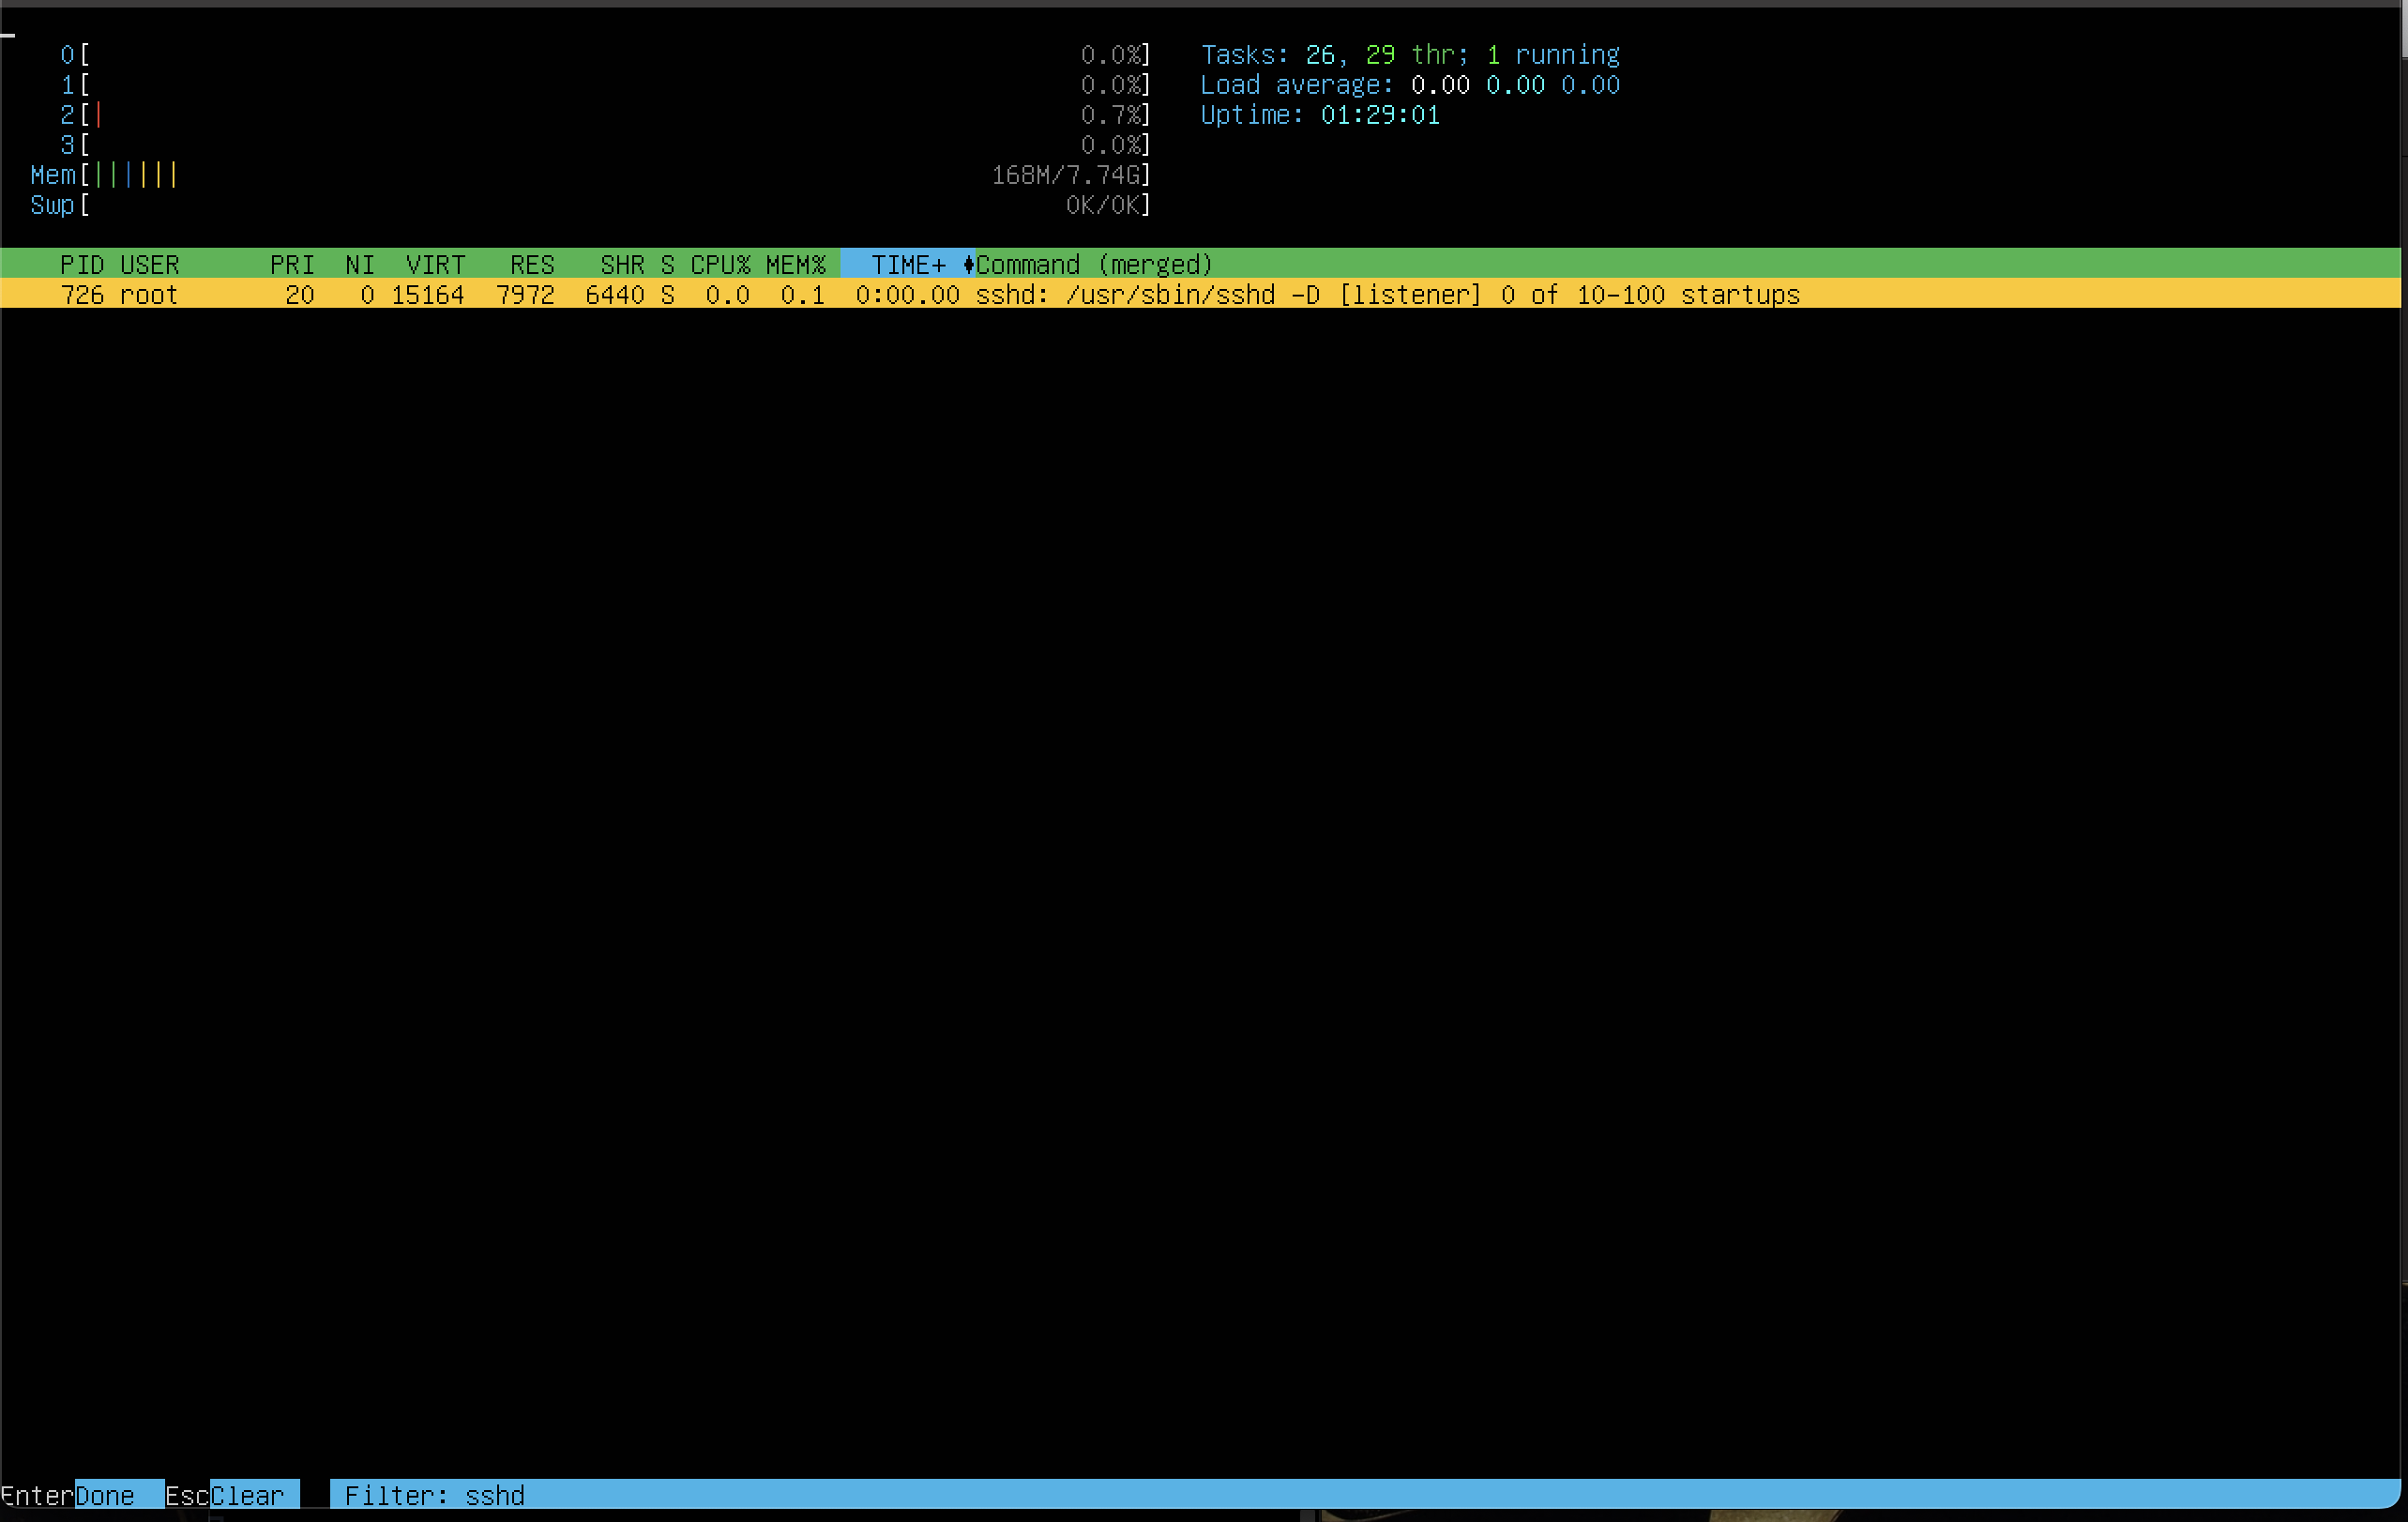 0[ 0.0%] Tasks: 26, 29 thr; 1 running
1[ 0.0%] Load average: 0.00 0.00 0.00
2[| 0.7%] Uptime: 01:29:01
3[ 0.0%]
Mem[|||||| 168M/7.74G]
Swp[ 0K/0K]
PID USER PRI NI VIRT RES SHR S CPU% MEM% TIME+ Command (merged)
726 root 20 0 15164 7972 6440 S 0.0 0.1 0:00.00 sshd: /usr/sbin/sshd -D [listener] 0 of 10-100 startups
EnterDone EscClear Filter: sshd